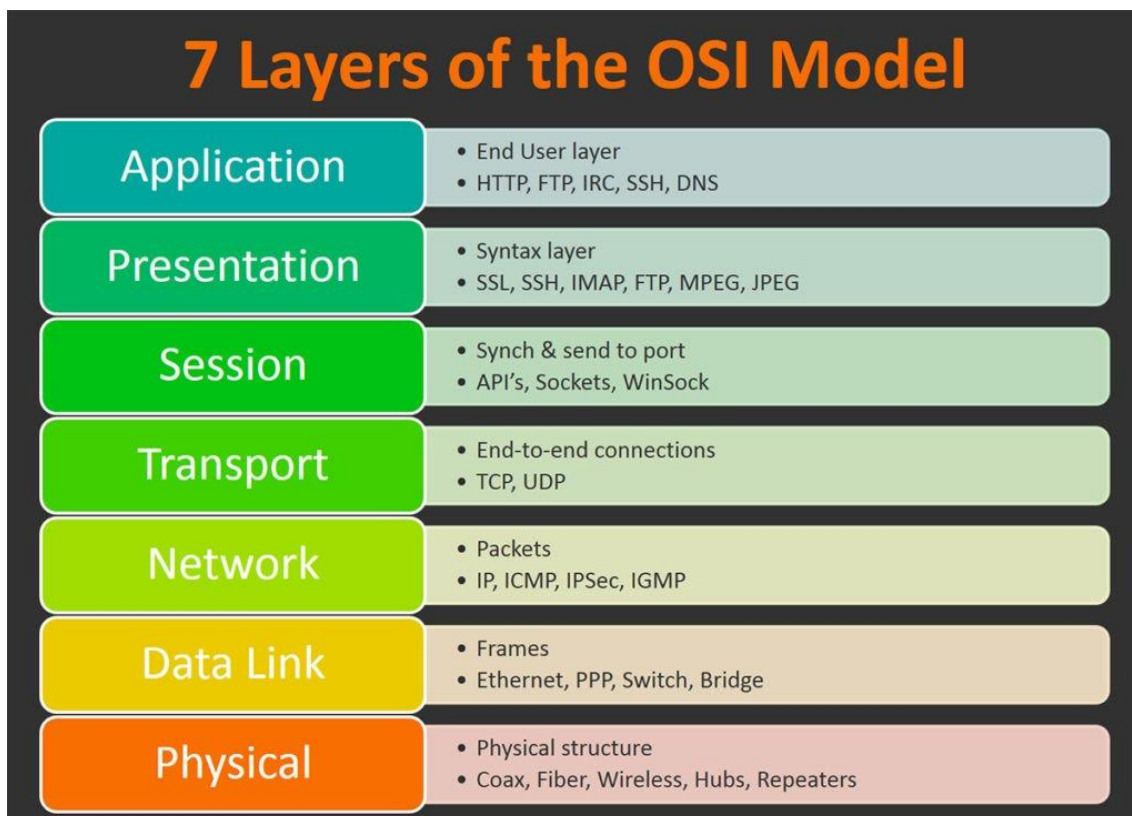 7 Layers of the OSI Model
Application
• End User layer
• HTTP, FTP, IRC, SSH, DNS
Presentation
• Syntax layer
• SSL, SSH, IMAP, FTP, MPEG, JPEG
Session
• Synch & send to port
• API's, Sockets, WinSock
Transport
• End-to-end connections
• TCP, UDP
Network
• Packets
• IP, ICMP, IPSec, IGMP
Data Link
• Frames
• Ethernet, PPP, Switch, Bridge
Physical
• Physical structure
• Coax, Fiber, Wireless, Hubs, Repeaters